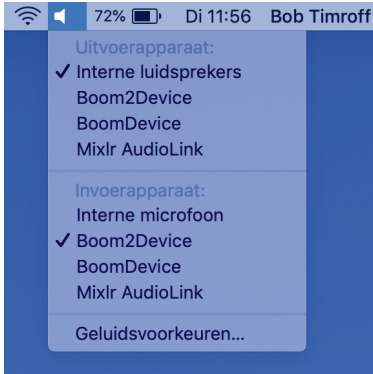 72% Di 11:56 Bob Timroff
Uitvoerapparaat:
✓ Interne luidsprekers
Boom2Device
BoomDevice
Mixlr AudioLink
Invoerapparaat:
Interne microfoon
✓ Boom2Device
BoomDevice
Mixlr AudioLink
Geluidsvoorkeuren...